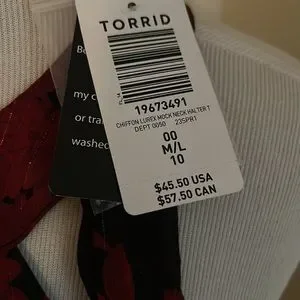 TORRID
19673491
CHIFFON LUREX MOCK NECK HALTER T
DEPT 0050 23SPR1
00
M/L
10
$45.50 USA
$57.50 CAN
my
or
washed